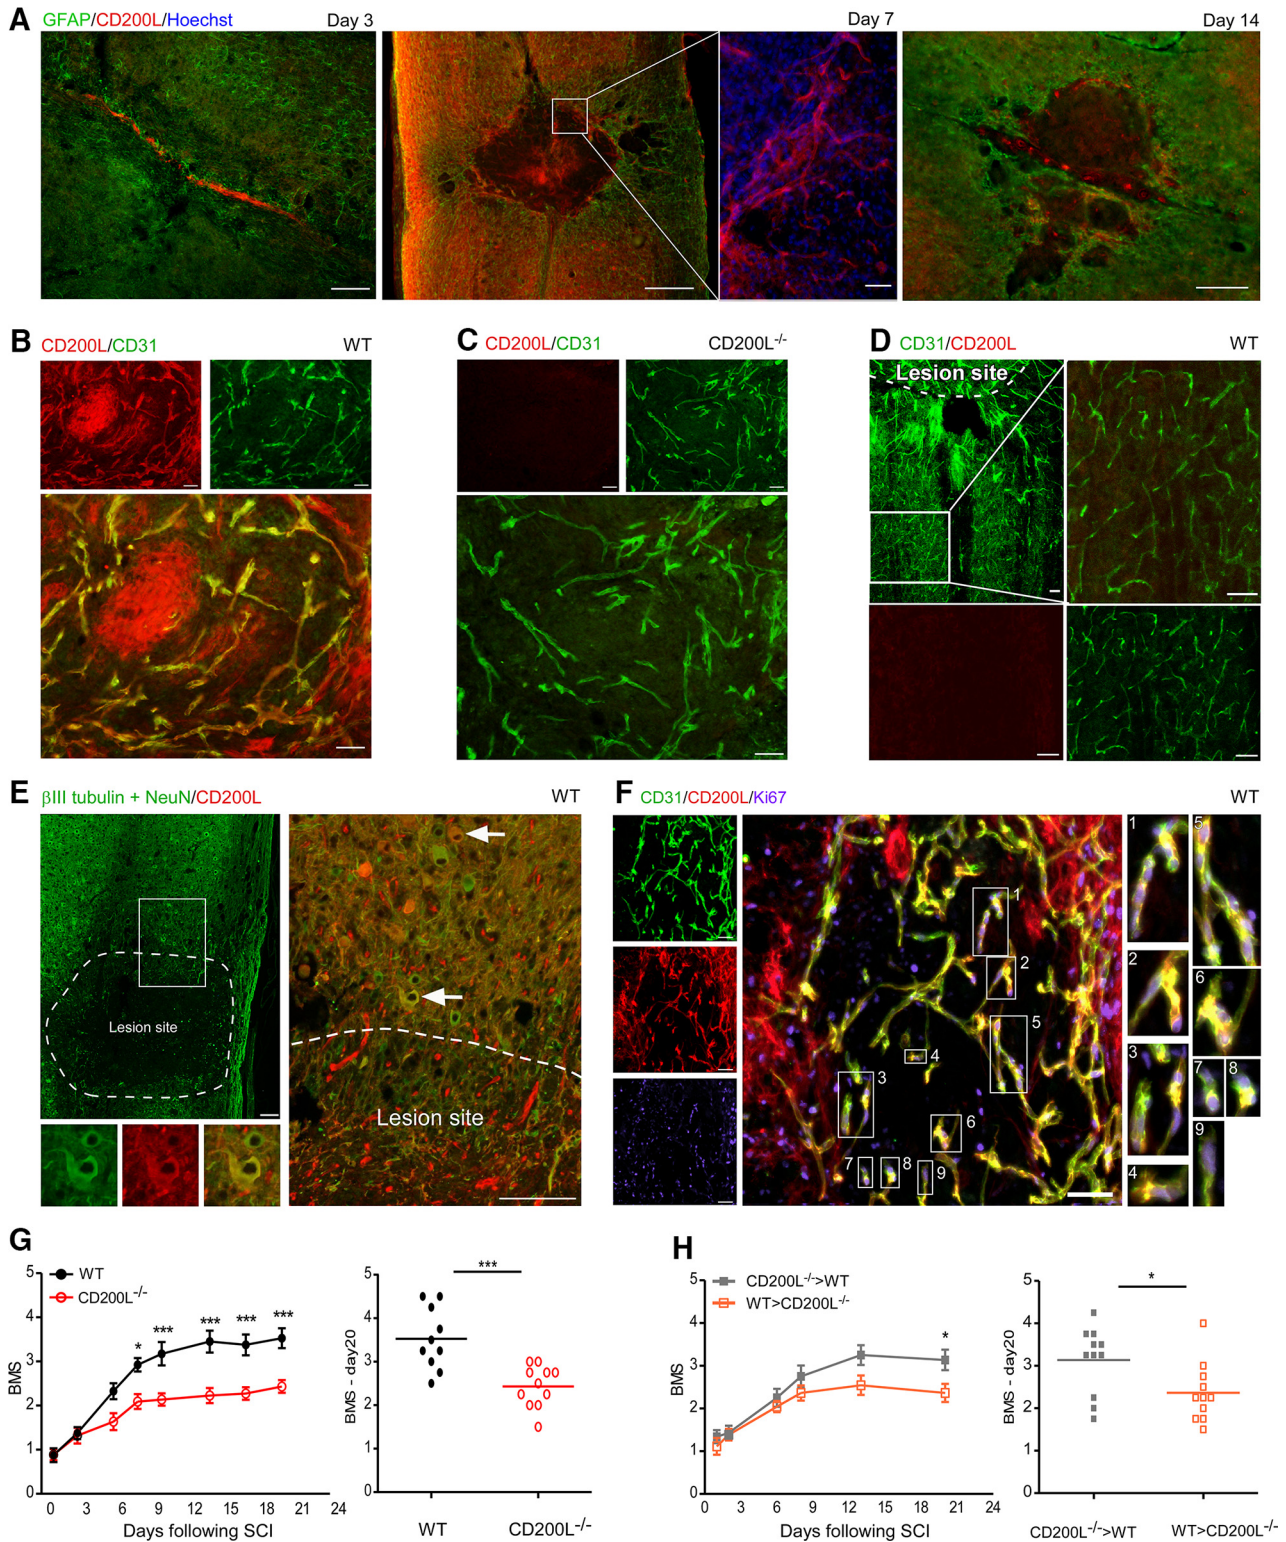 A
GFAP/CD200L/Hoechst
Day 3
Day 7
Day 14
B
CD200L/CD31
WT
C
CD200L/CD31
CD200L-/-
D
CD31/CD200L
WT
Lesion site
E
βIII tubulin + NeuN/CD200L
WT
Lesion site
Lesion site
F
CD31/CD200L/Ki67
WT
1
2
5
4
3
6
7
8
9
1
5
2
6
3
7
8
4
9
G
WT
CD200L-/-
BMS
5
4
3
2
1
0
*
***
***
***
***
0 3 6 9 12 15 18 21 24
Days following SCI
BMS - day20
5
4
3
2
1
0
***
WT
CD200L-/-
H
CD200L-/->WT
WT>CD200L-/-
BMS
5
4
3
2
1
0
*
0 3 6 9 12 15 18 21 24
Days following SCI
BMS - day20
5
4
3
2
1
0
*
CD200L-/->WT
WT>CD200L-/-